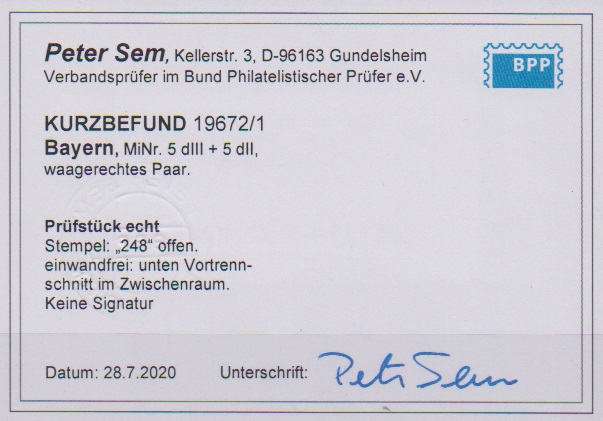 Peter Sem, Kellerstr. 3, D-96163 Gundelsheim
Verbandsprüfer im Bund Philatelistischer Prüfer e.V.
BPP
KURZBEFUND 19672/1
Bayern, MiNr. 5 dIII + 5 dII,
waagerechtes Paar.
Prüfstück echt
Stempel: „248“ offen.
einwandfrei: unten Vortrenn-
schnitt im Zwischenraum.
Keine Signatur
Datum: 28.7.2020 Unterschrift: Peter Sem